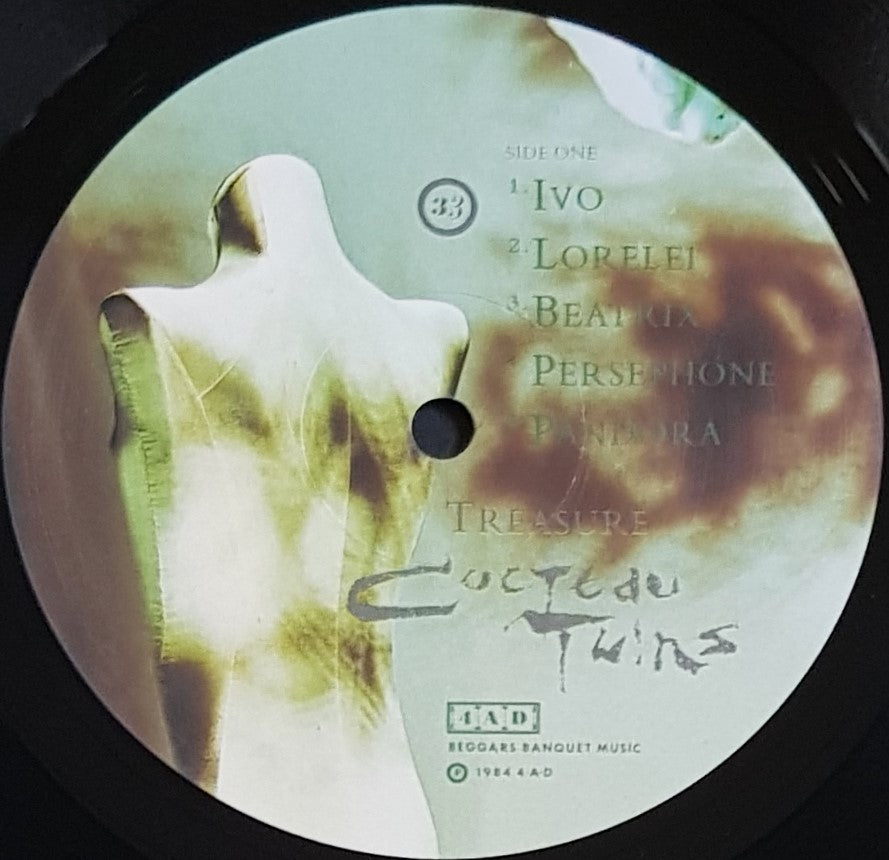 SIDE ONE
33
1. IVO
2. LORELEI
3. BEATRIX
4. PERSEPHONE
PANDORA
TREASURE
COCTEAU
TWINS
4AD
BEGGARS BANQUET MUSIC
℗ 1984 4·A·D